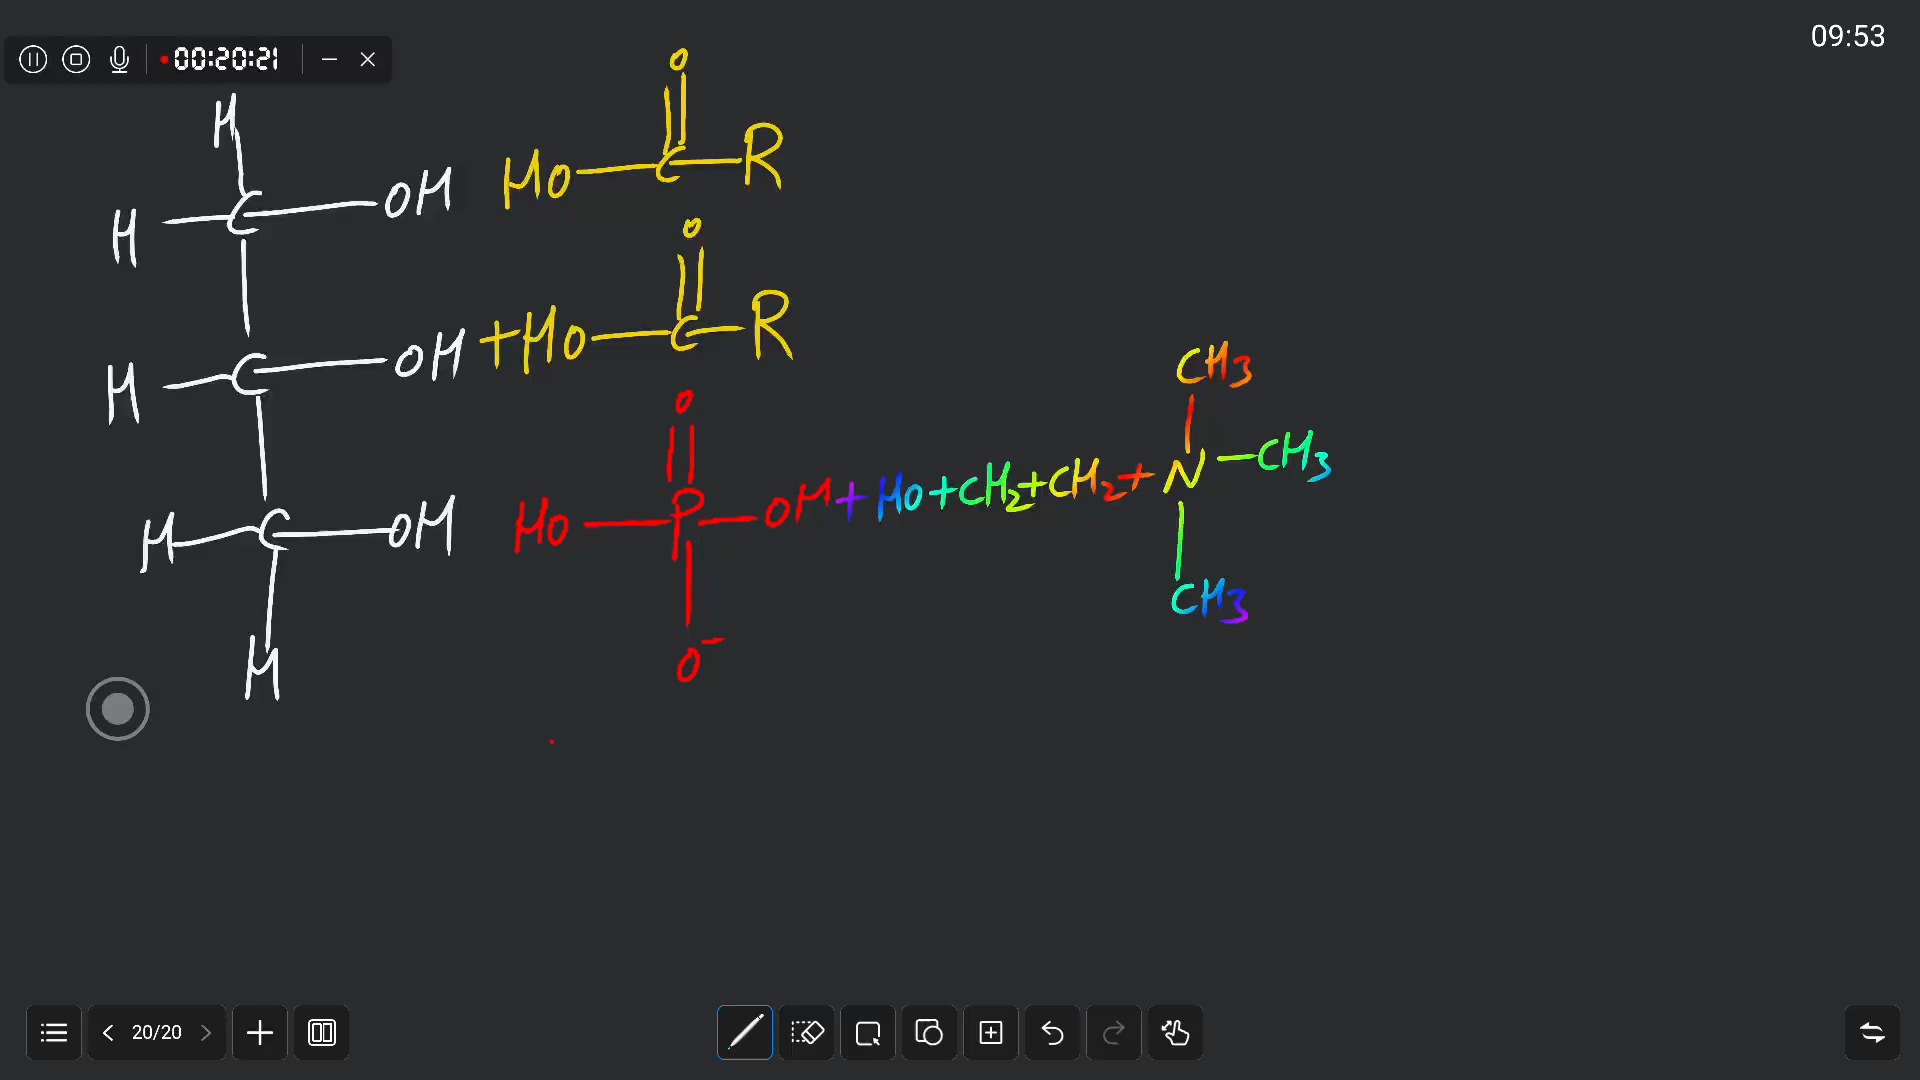 09:53
00:20:21
H
H C OH HO C R
O
O
H C OH + HO C R
O
H C OH HO P OH + HO + CH2 + CH2 + N CH3
CH3
CH3
O-
H
20/20